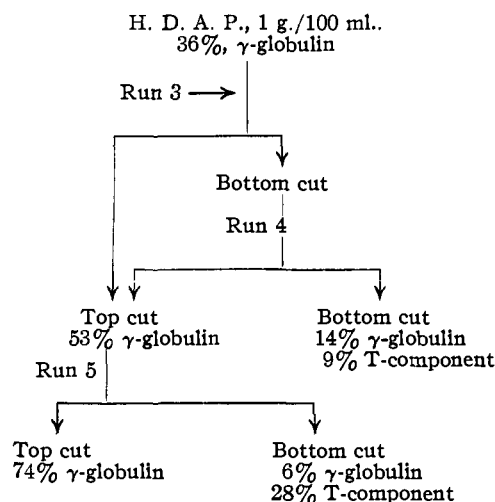 H. D. A. P., 1 g./100 ml..
36%, γ-globulin
Run 3
Bottom cut
Run 4
Top cut
53% γ-globulin
Bottom cut
14% γ-globulin
9% T-component
Run 5
Top cut
74% γ-globulin
Bottom cut
6% γ-globulin
28% T-component